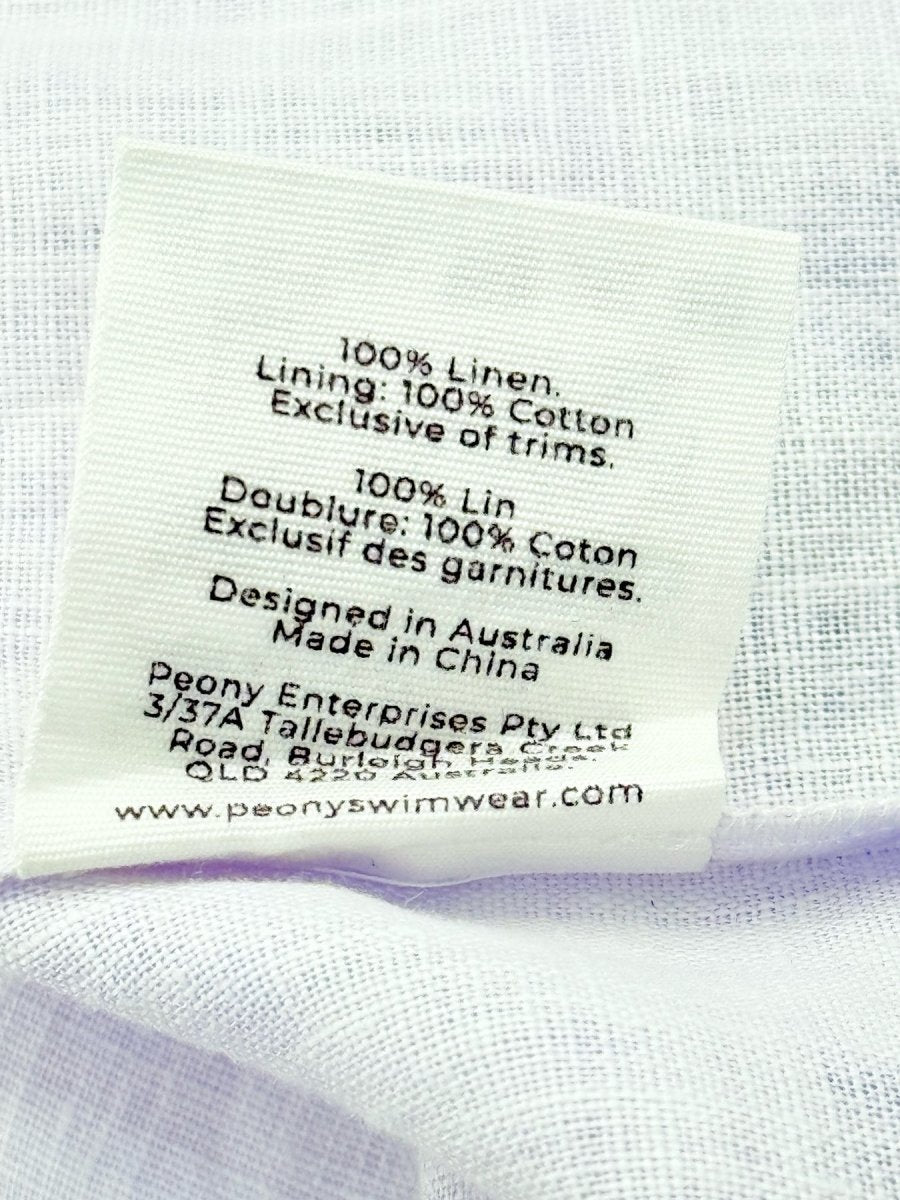 100% Linen.
Lining: 100% Cotton
Exclusive of trims.
100% Lin
Doublure: 100% Coton
Exclusif des garnitures.
Designed in Australia
Made in China
Peony Enterprises Pty Ltd
3/37A Tallebudgera Creek
Road, Burleigh Heads,
QLD 4220 Australia.
www.peonyswimwear.com